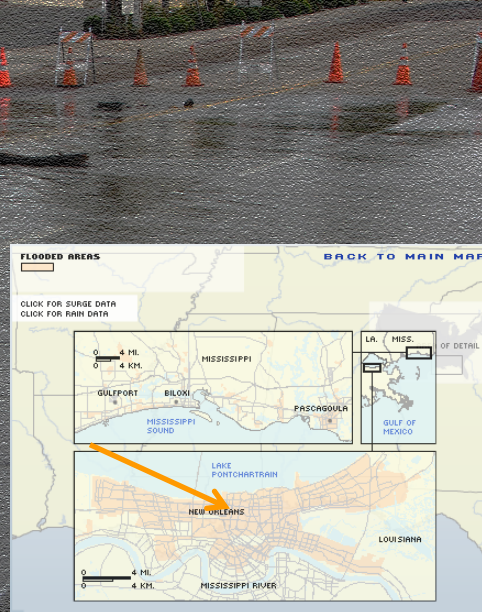 FLOODED AREAS
BACK TO MAIN MAP
CLICK FOR SURGE DATA
CLICK FOR RAIN DATA
LA. MISS.
OF DETAIL
0 4 MI.
0 4 KM.
MISSISSIPPI
GULFPORT BILOXI
PASCAGOULA
MISSISSIPPI
SOUND
GULF OF
MEXICO
LAKE
PONTCHARTRAIN
NEW ORLEANS
LOUISIANA
0 4 MI.
0 4 KM.
MISSISSIPPI RIVER